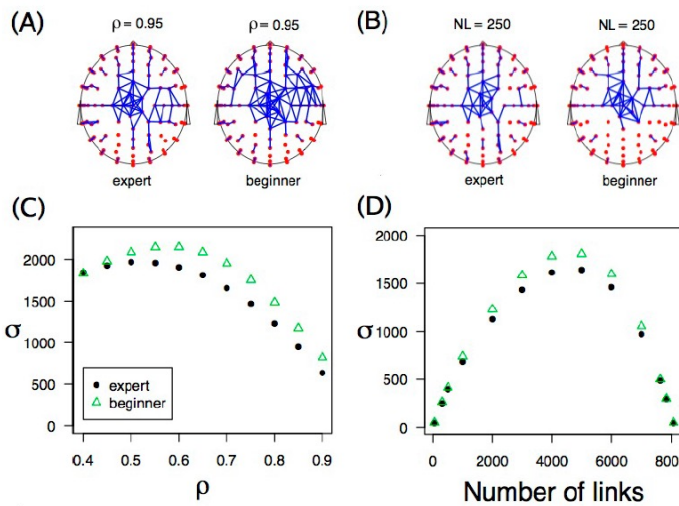 (A)
ρ = 0.95
ρ = 0.95
expert
beginner
(B)
NL = 250
NL = 250
expert
beginner
(C)
2000
1500
1000
500
0
σ
expert
beginner
0.4 0.5 0.6 0.7 0.8 0.9
ρ
(D)
2000
1500
1000
500
0
σ
0 2000 4000 6000 800
Number of links